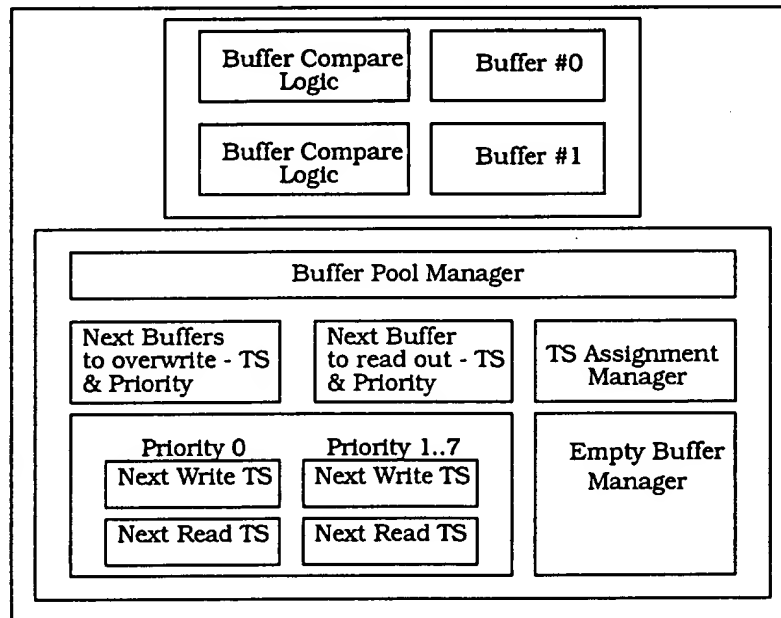 Buffer Compare
Logic
Buffer #0
Buffer Compare
Logic
Buffer #1
Buffer Pool Manager
Next Buffers
to overwrite - TS
& Priority
Next Buffer
to read out - TS
& Priority
TS Assignment
Manager
Priority 0
Next Write TS
Next Read TS
Priority 1..7
Next Write TS
Next Read TS
Empty Buffer
Manager